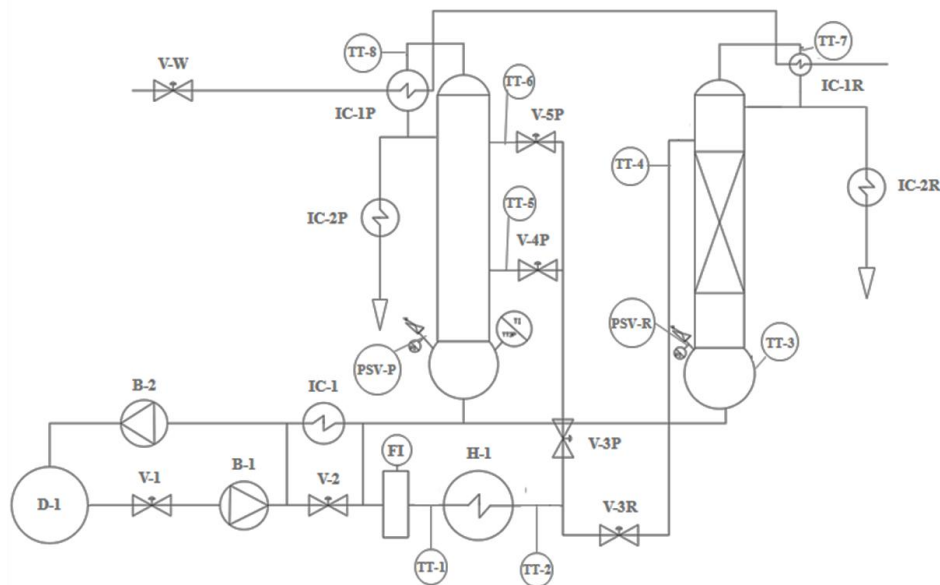 TT-7
TT-8
V-W
TT-6
IC-1P
IC-1R
V-5P
TT-4
IC-2R
TT-5
IC-2P
V-4P
TI
PSV-R
TT-3
PSV-P
B-2
IC-1
V-3P
FI
H-1
V-1
B-1
V-2
D-1
V-3R
TT-1
TT-2